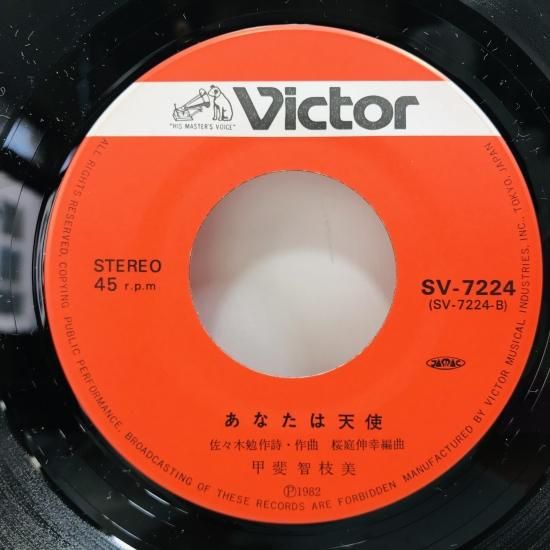 "HIS MASTER'S VOICE"
Victor
STEREO
45 r.p.m
SV-7224
(SV-7224-B)
JASRAC
あなたは天使
佐々木勉作詩・作曲 桜庭伸幸編曲
甲斐智枝美
Ⓟ1982
ALL RIGHTS RESERVED. COPYING PUBLIC PERFORMANCE, BROADCASTING OF THESE RECORDS ARE FORBIDDEN MANUFACTURED BY VICTOR MUSICAL INDUSTRIES, INC., TOKYO, JAPAN